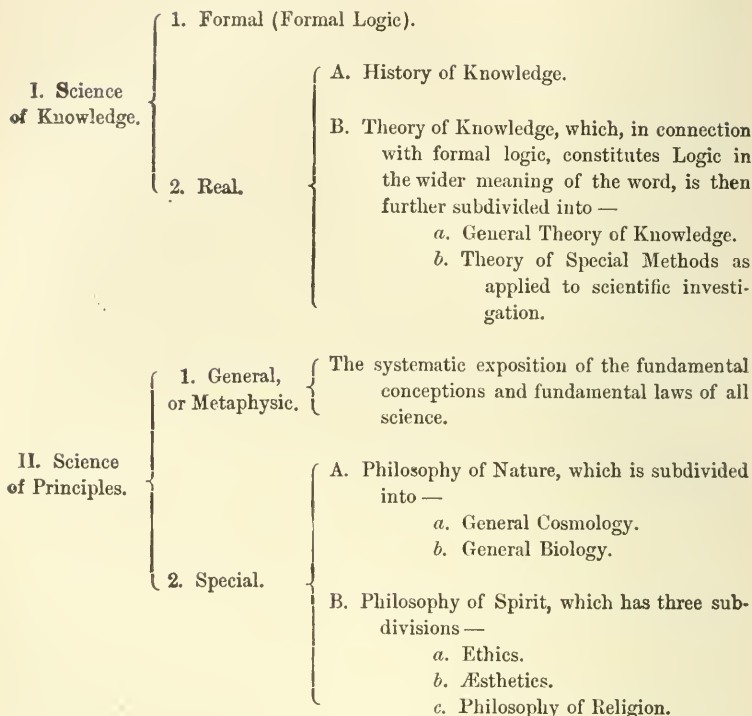 1. Formal (Formal Logic).
I. Science
of Knowledge.
2. Real.
A. History of Knowledge.
B. Theory of Knowledge, which, in connection
with formal logic, constitutes Logic in
the wider meaning of the word, is then
further subdivided into —
a. General Theory of Knowledge.
b. Theory of Special Methods as
applied to scientific investi-
gation.
II. Science
of Principles.
1. General,
or Metaphysic.
The systematic exposition of the fundamental
conceptions and fundamental laws of all
science.
2. Special.
A. Philosophy of Nature, which is subdivided
into —
a. General Cosmology.
b. General Biology.
B. Philosophy of Spirit, which has three sub-
divisions —
a. Ethics.
b. Æsthetics.
c. Philosophy of Religion.